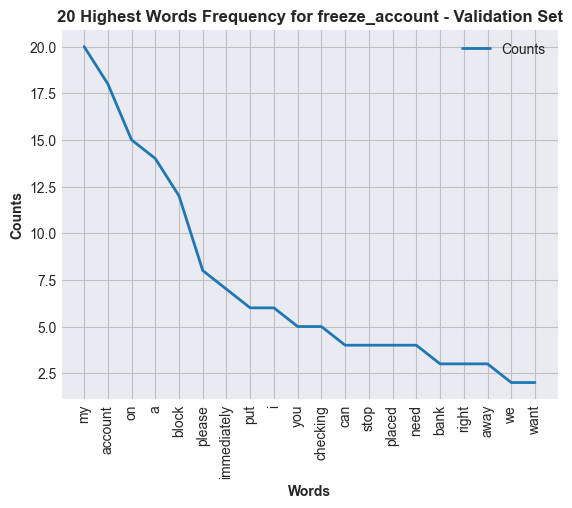 20 Highest Words Frequency for freeze_account - Validation Set
Counts
20.0
17.5
15.0
12.5
10.0
7.5
5.0
2.5
Counts
my
account
on
a
block
please
immediately
put
i
you
checking
can
stop
placed
need
bank
right
away
we
want
Words